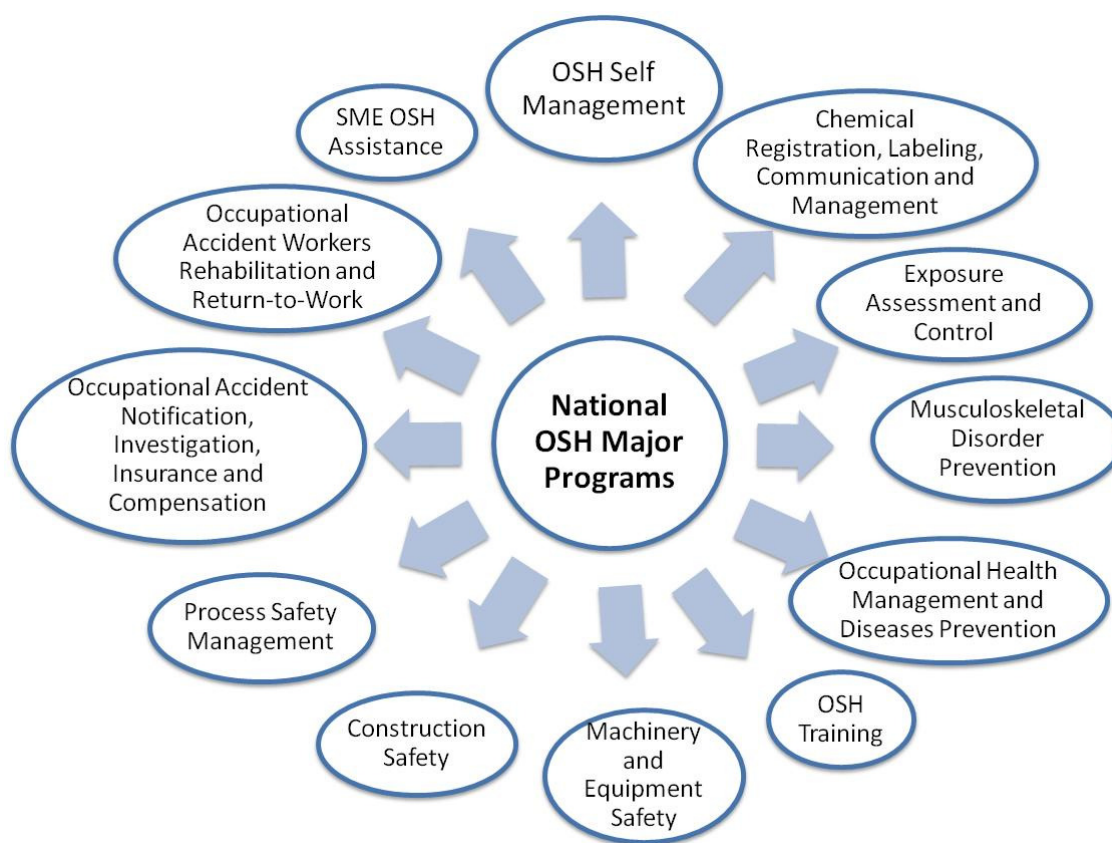 OSH Self
Management
Chemical
Registration, Labeling,
Communication and
Management
Exposure
Assessment and
Control
Musculoskeletal
Disorder
Prevention
Occupational Health
Management and
Diseases Prevention
OSH
Training
Machinery
and
Equipment
Safety
Construction
Safety
Process Safety
Management
Occupational Accident
Notification,
Investigation,
Insurance and
Compensation
Occupational
Accident Workers
Rehabilitation and
Return-to-Work
SME OSH
Assistance
National
OSH Major
Programs